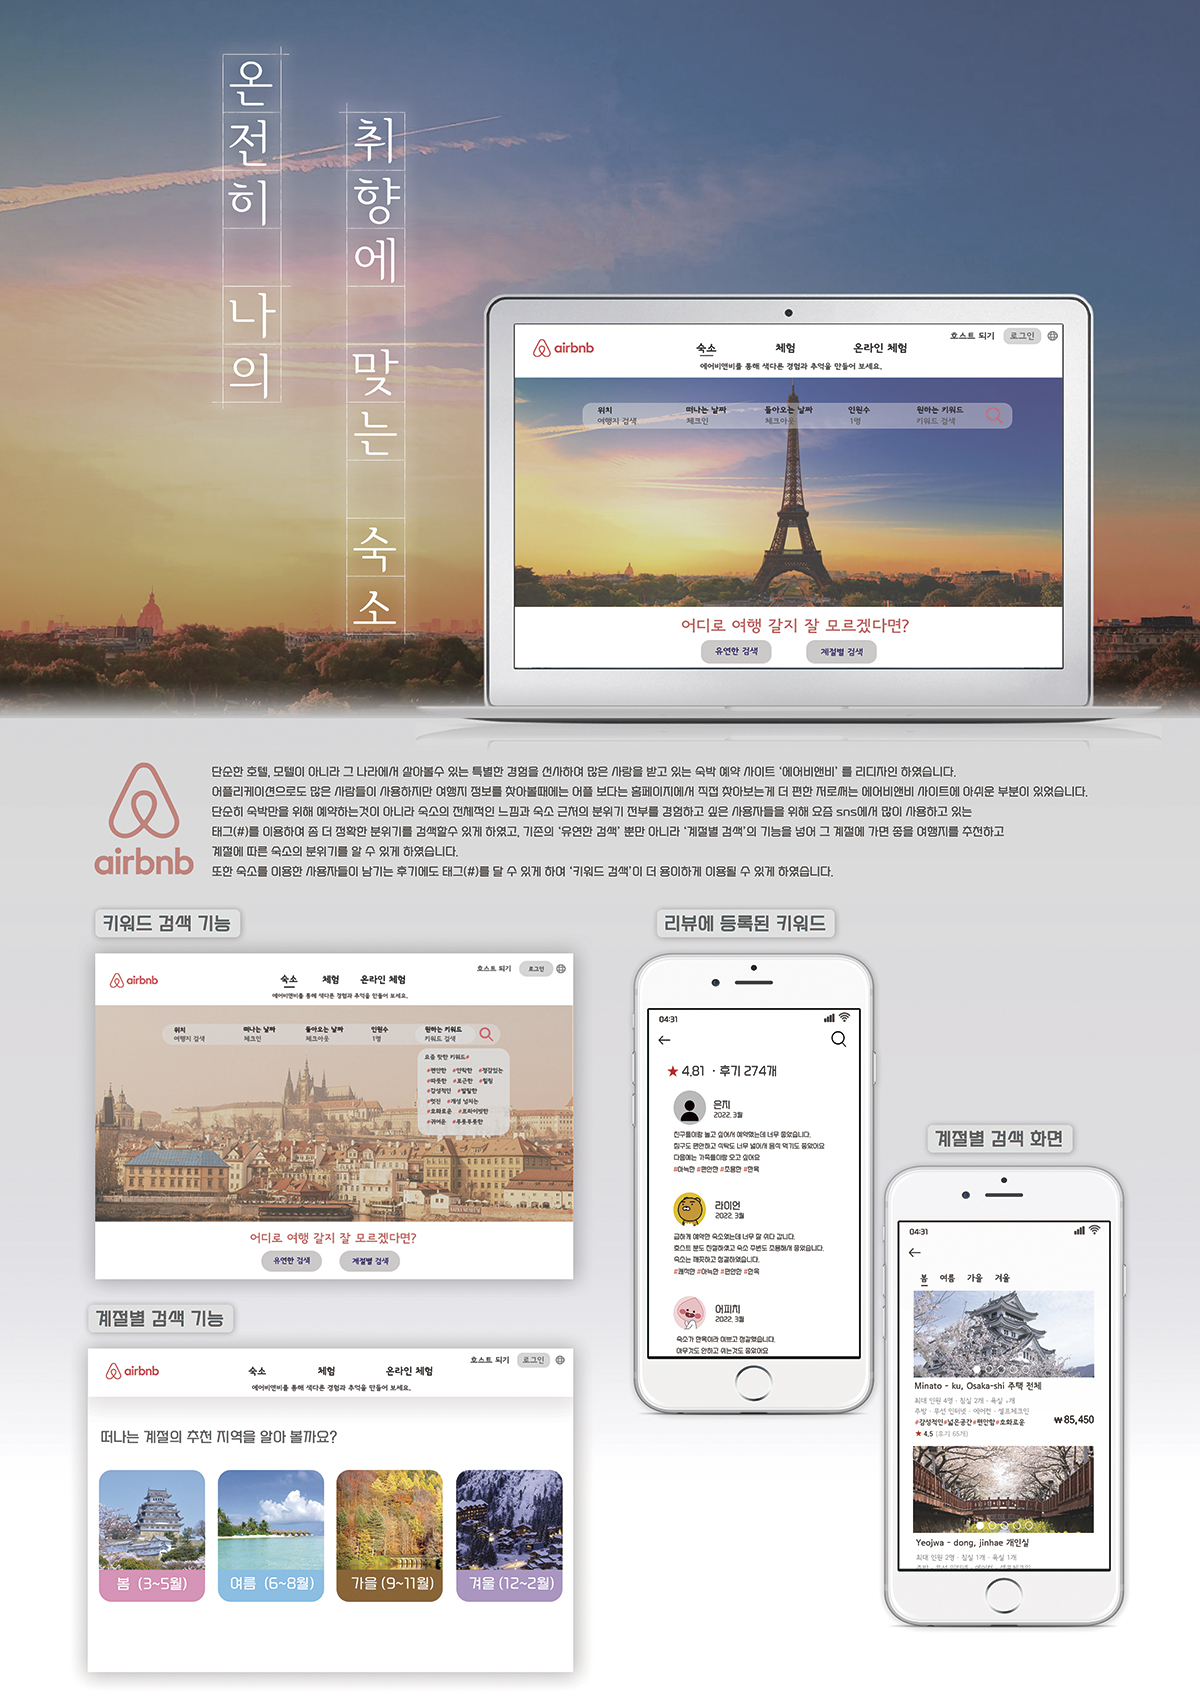 온전히 나의
취향에 맞는 숙소
airbnb
숙소 체험 온라인 체험
호스트 되기 로그인
에어비앤비를 통해 색다른 경험과 추억을 만들어 보세요.
위치 떠나는 날짜 돌아오는 날짜 인원수 원하는 키워드
여행지 검색 체크인 체크아웃 1명 키워드 검색
어디로 여행 갈지 잘 모르겠다면?
유연한 검색 계절별 검색
airbnb
단순한 호텔, 모텔이 아니라 그 나라에서 살아볼수 있는 특별한 경험을 선사하여 많은 사랑을 받고 있는 숙박 예약 사이트 ‘에어비앤비’ 를 리디자인 하였습니다.
어플리케이션으로도 많은 사람들이 사용하지만 여행지 정보를 찾아볼때에는 어플 보다는 홈페이지에서 직접 찾아보는게 더 편한 저로써는 에어비앤비 사이트에 아쉬운 부분이 있었습니다.
단순히 숙박만을 위해 예약하는것이 아니라 숙소의 전체적인 느낌과 숙소 근처의 분위기 전부를 경험하고 싶은 사용자들을 위해 요즘 sns에서 많이 사용하고 있는
태그(#)를 이용하여 좀 더 정확한 분위기를 검색할수 있게 하였고, 기존의 ‘유연한 검색’ 뿐만 아니라 ‘계절별 검색’의 기능을 넣어 그 계절에 가면 좋을 여행지를 추천하고
계절에 따른 숙소의 분위기를 알 수 있게 하였습니다.
또한 숙소를 이용한 사용자들이 남기는 후기에도 태그(#)를 달 수 있게 하여 ‘키워드 검색’이 더 용이하게 이용될 수 있게 하였습니다.
키워드 검색 기능
airbnb
숙소 체험 온라인 체험
호스트 되기 로그인
에어비앤비를 통해 색다른 경험과 추억을 만들어 보세요.
위치 떠나는 날짜 돌아오는 날짜 인원수 원하는 키워드
여행지 검색 체크인 체크아웃 1명 키워드 검색
요즘 핫한 키워드#
#편안한 #안락한 #정감있는
#따뜻한 #포근한 #힐링
#감성적인 #발랄한
#멋진 #개성 넘치는
#호화로운 #프라이빗한
#귀여운 #푸릇푸릇한
어디로 여행 갈지 잘 모르겠다면?
유연한 검색 계절별 검색
계절별 검색 기능
airbnb
숙소 체험 온라인 체험
호스트 되기 로그인
에어비앤비를 통해 색다른 경험과 추억을 만들어 보세요.
떠나는 계절의 추천 지역을 알아 볼까요?
봄 (3~5월) 여름 (6~8월) 가을 (9~11월) 겨울 (12~2월)
리뷰에 등록된 키워드
04:31
★ 4.81 · 후기 274개
은지
2022. 3월
친구들이랑 놀고 싶어서 예약했는데 너무 좋았습니다.
침구도 편안하고 식탁도 너무 넓어서 음식 먹기도 좋았어요
다음에는 가족들이랑 오고 싶어요
#아늑한 #편안한 #조용한 #한옥
라이언
2022. 3월
급하게 예약한 숙소였는데 너무 잘 쉬다 갑니다.
호스트 분도 친절하셨고 숙소 주변도 조용해서 좋았습니다.
숙소는 깨끗하고 청결하였습니다.
#쾌적한 #아늑한 #편안한 #한옥
어피치
2022. 3월
숙소가 한옥이라 이쁘고 정갈했습니다.
아무것도 안하고 쉬는것도 좋았어요
계절별 검색 화면
04:31
봄 여름 가을 겨울
Minato - ku, Osaka-shi 주택 전체
최대 인원 4명 · 침실 2개 · 욕실 개
주방 · 무선 인터넷 · 에어컨 · 셀프체크인
#감성적인#넓은공간#편안함#호화로운
₩85,450
★ 4.5 (후기 65개)
Yeojwa - dong, jinhae 개인실
최대 인원 2명 · 침실 1개 · 욕실 1개